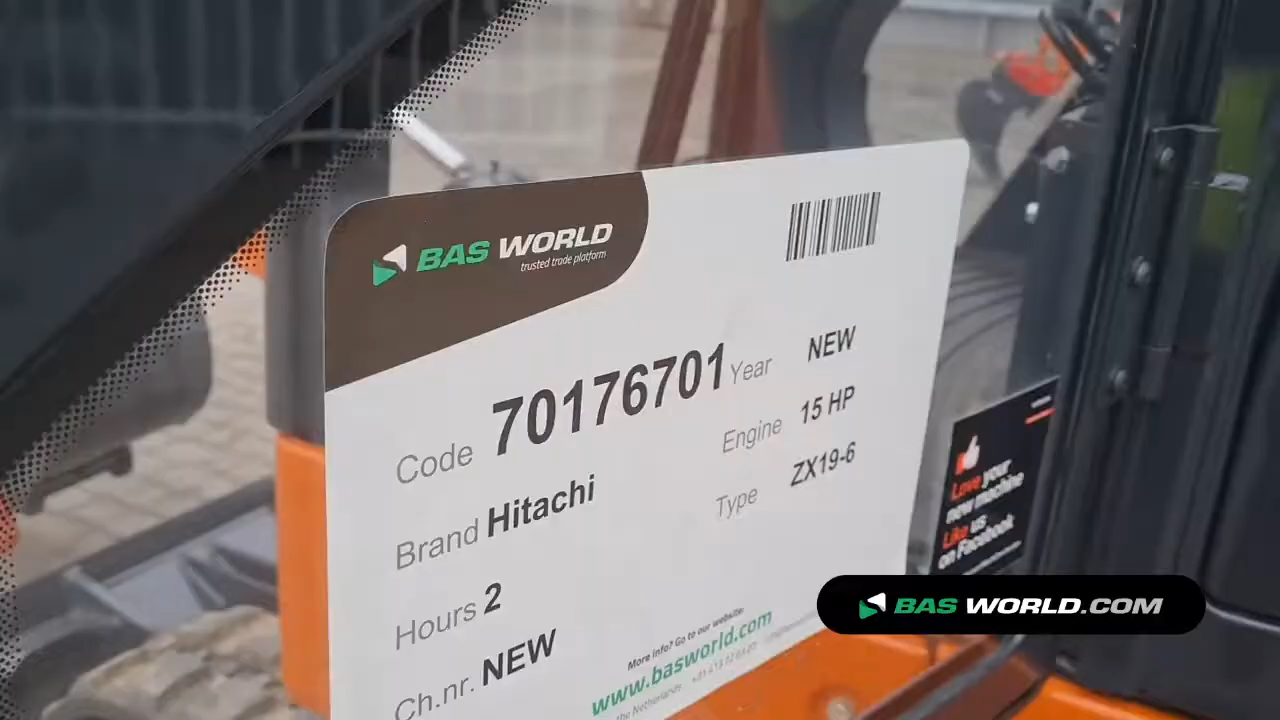 BAS WORLD
trusted trade platform
Code 70176701
Brand Hitachi
Hours 2
Ch.nr. NEW
Year NEW
Engine 15 HP
Type ZX19-6
More info? Go to our website:
www.basworld.com
the Netherlands
Love your
new machine
Like us
on Facebook
BAS WORLD.COM